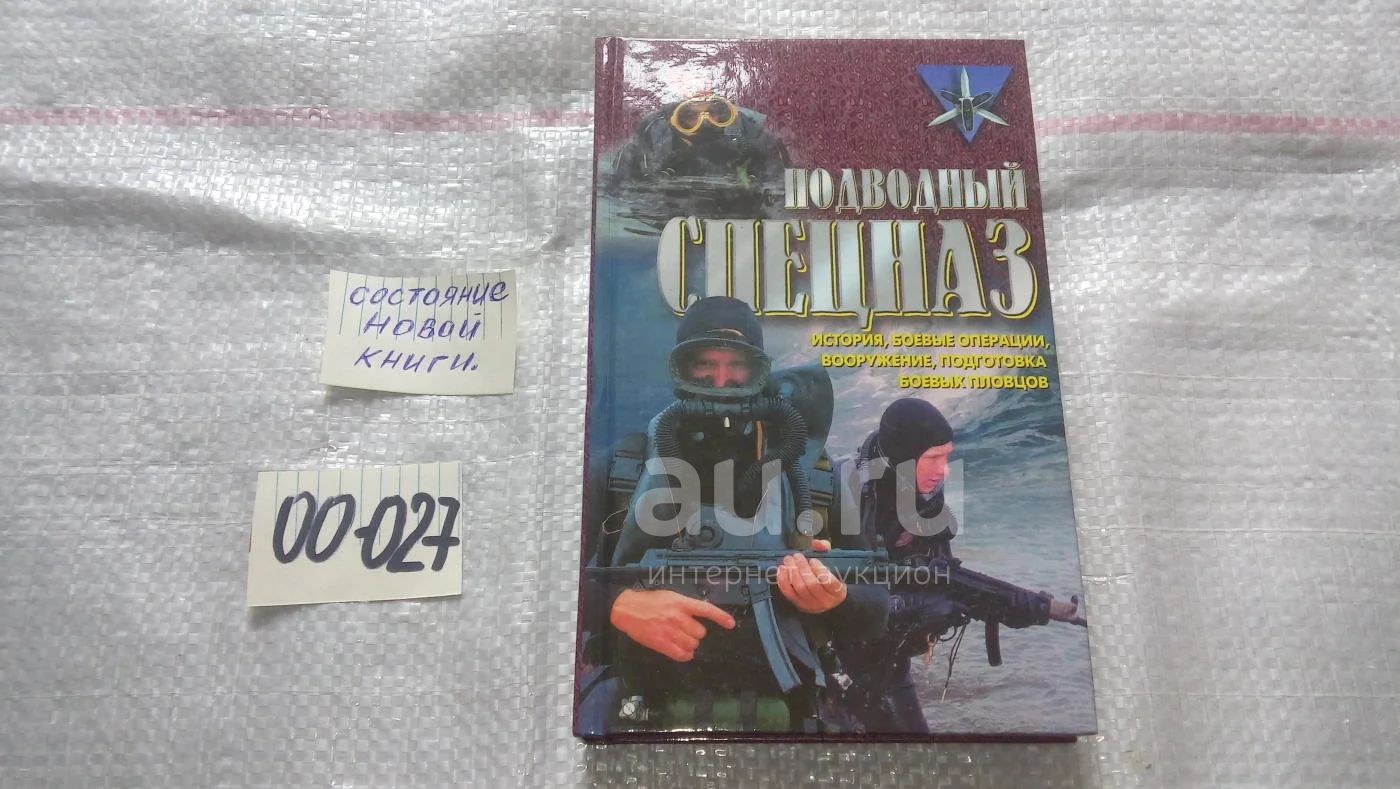 ПОДВОДНЫЙ
СПЕЦНАЗ
ИСТОРИЯ, БОЕВЫЕ ОПЕРАЦИИ,
ВООРУЖЕНИЕ, ПОДГОТОВКА
БОЕВЫХ ПЛОВЦОВ
состояние
новой
книги.
00-027
au.ru
интернет-аукцион